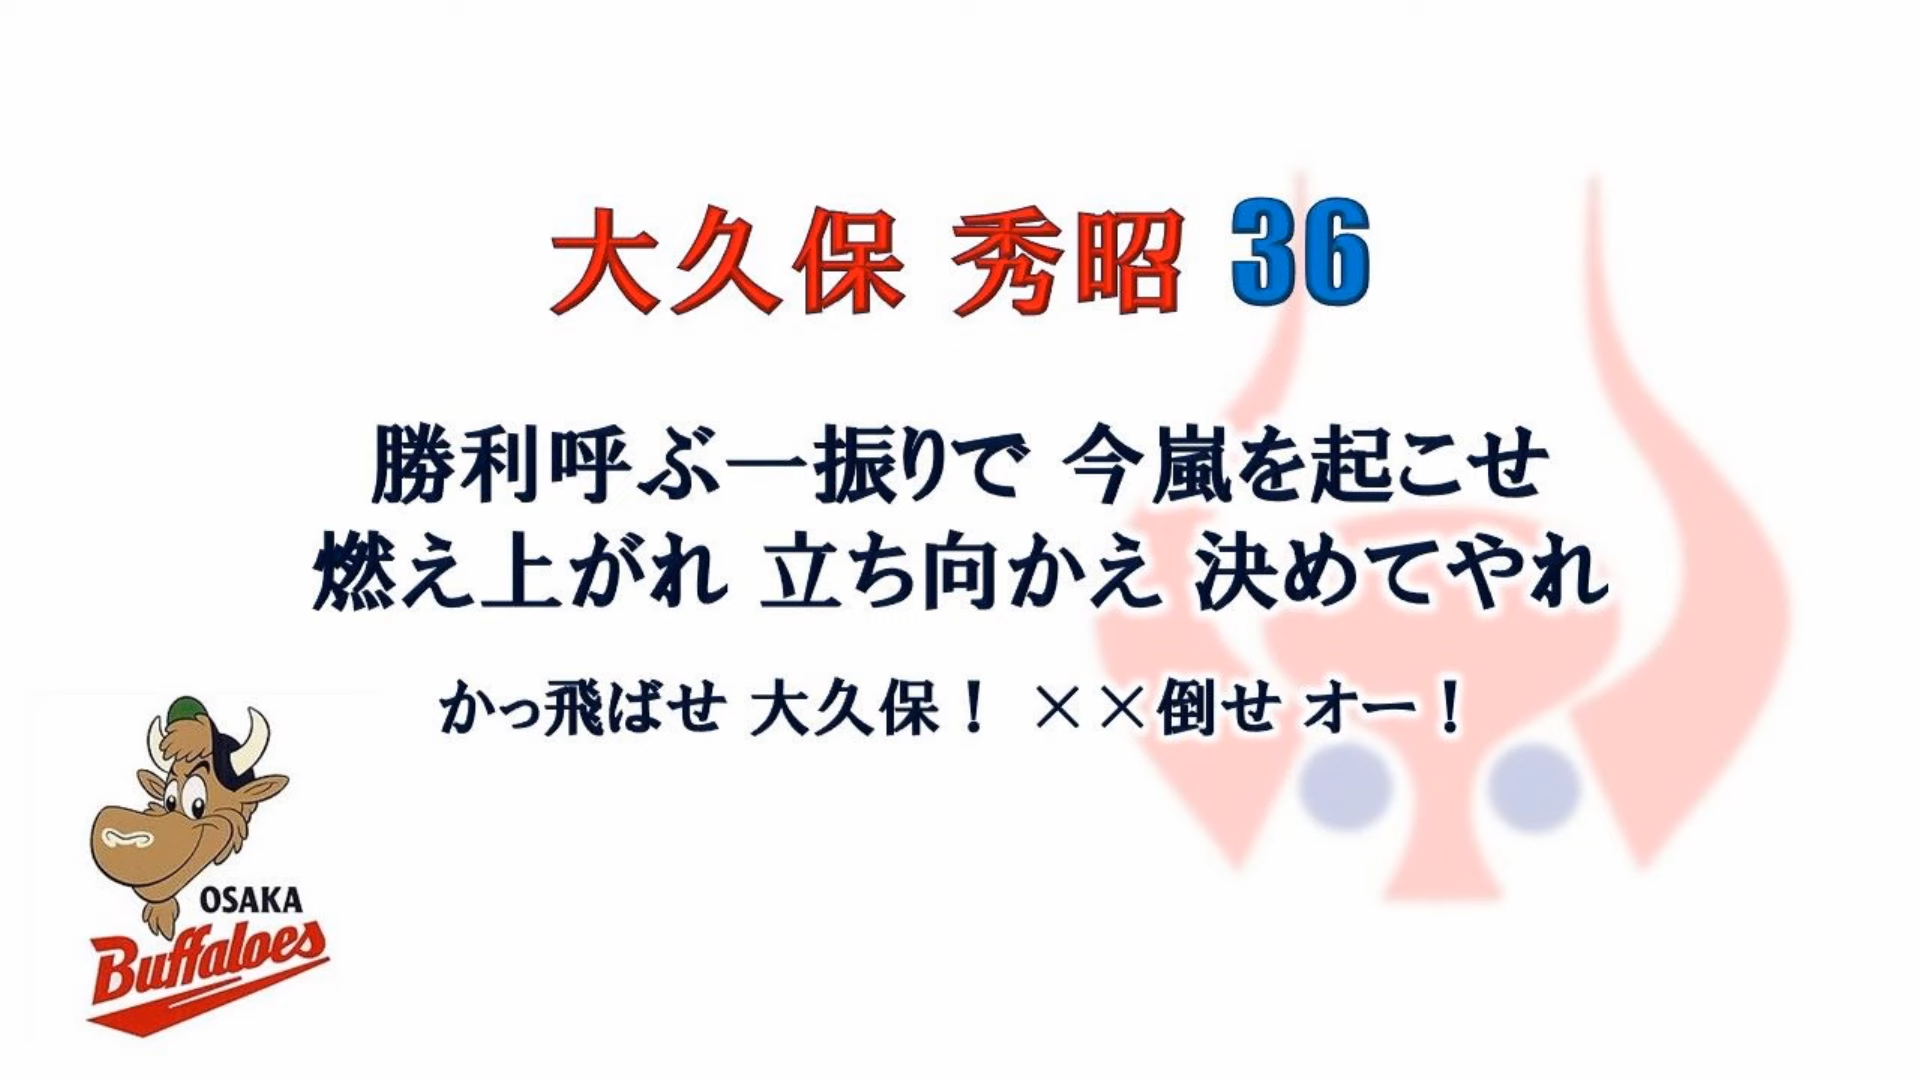 大久保 秀昭 36
勝利呼ぶ一振りで 今嵐を起こせ
燃え上がれ 立ち向かえ 決めてやれ
かっ飛ばせ 大久保！ ××倒せ オー！
OSAKA
Buffaloes